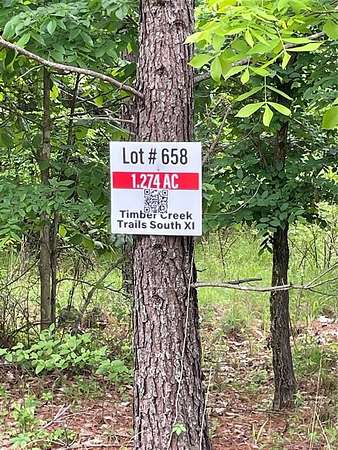 Lot # 658
1.274 AC
Timber Creek
Trails South XI